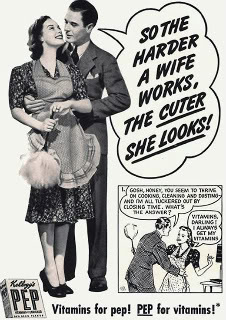 SO THE
HARDER
A WIFE
WORKS,
THE CUTER
SHE LOOKS!
GOSH, HONEY, YOU SEEM TO THRIVE
ON COOKING, CLEANING AND DUSTING-
AND I'M ALL TUCKERED OUT BY
CLOSING TIME. WHAT'S
THE ANSWER?
VITAMINS,
DARLING!
I ALWAYS
GET MY
VITAMINS
Kellogg's
PEP
Vitamins for pep! PEP for vitamins!*